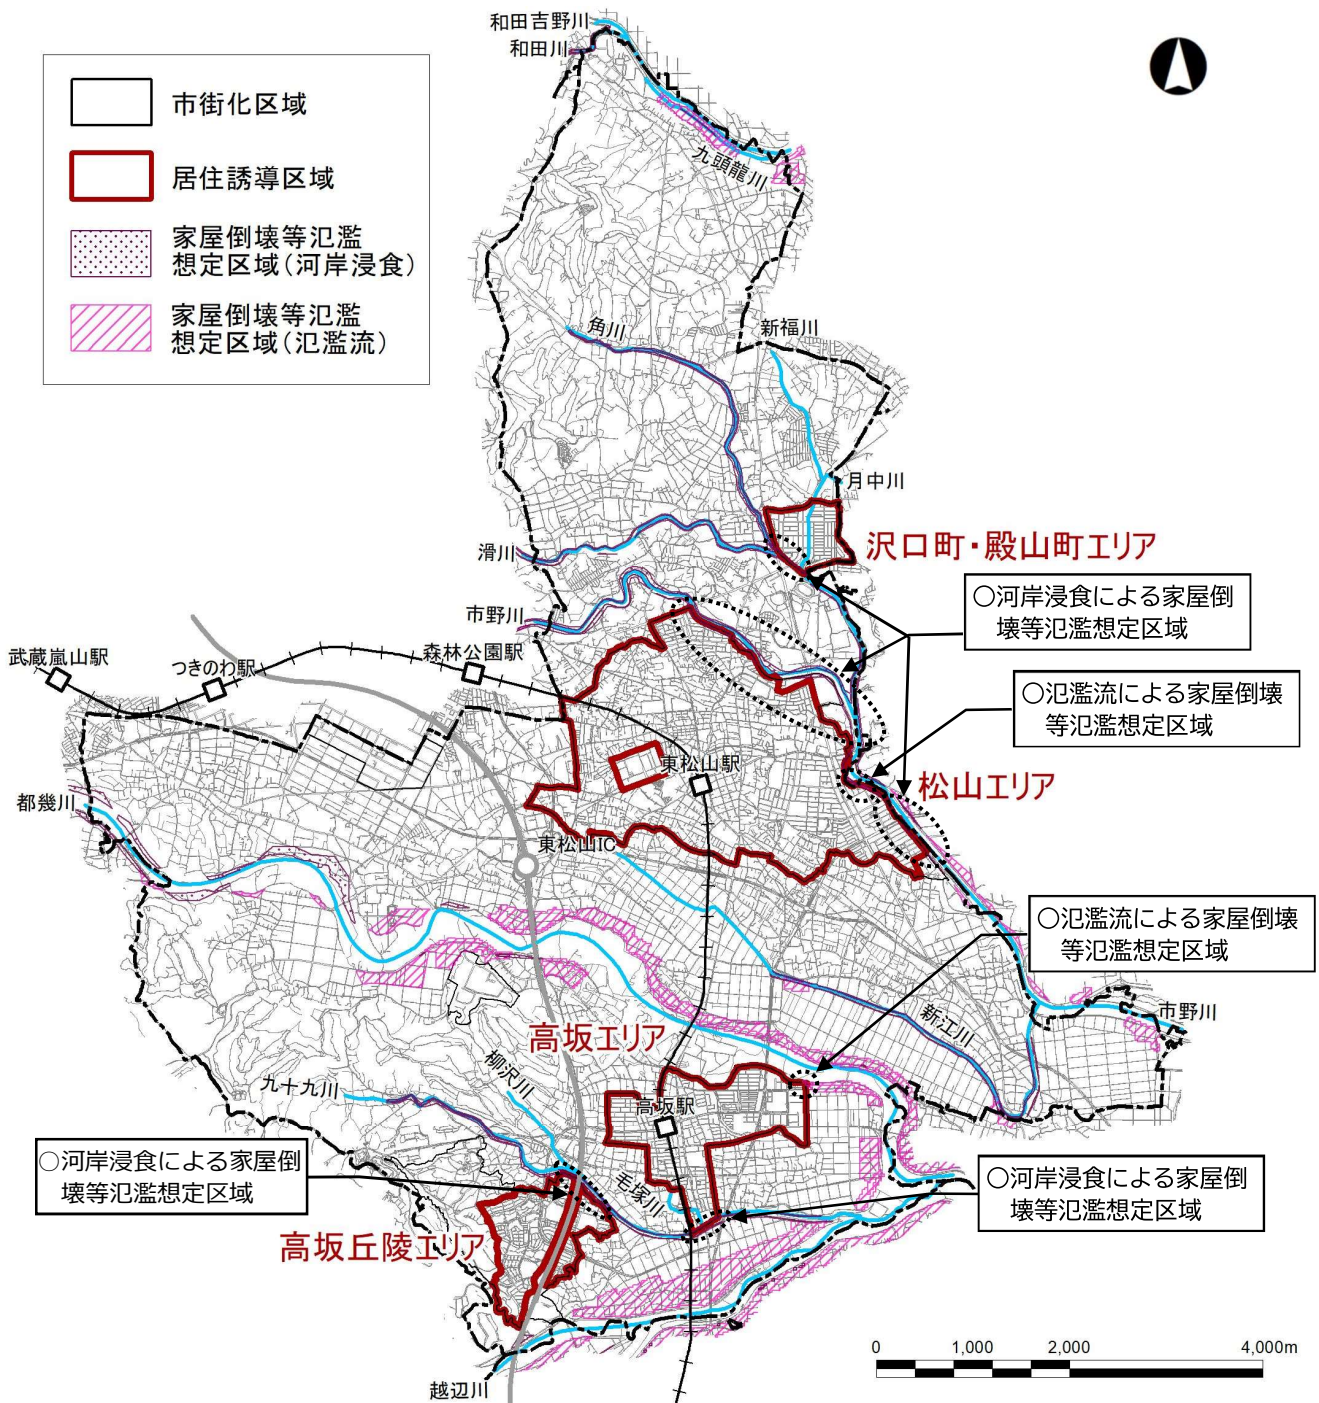 和田吉野川
和田川
市街化区域
居住誘導区域
家屋倒壊等氾濫
想定区域(河岸浸食)
家屋倒壊等氾濫
想定区域(氾濫流)
九頭龍川
角川
新福川
月中川
滑川
沢口町・殿山町エリア
市野川
○河岸浸食による家屋倒
壊等氾濫想定区域
武蔵嵐山駅
つきのわ駅
森林公園駅
○氾濫流による家屋倒壊
等氾濫想定区域
東松山駅
松山エリア
都幾川
東松山IC
○氾濫流による家屋倒壊
等氾濫想定区域
市野川
新江川
高坂エリア
柳沢川
九十九川
高坂駅
○河岸浸食による家屋倒
壊等氾濫想定区域
毛塚川
○河岸浸食による家屋倒
壊等氾濫想定区域
高坂丘陵エリア
越辺川
0 1,000 2,000 4,000m